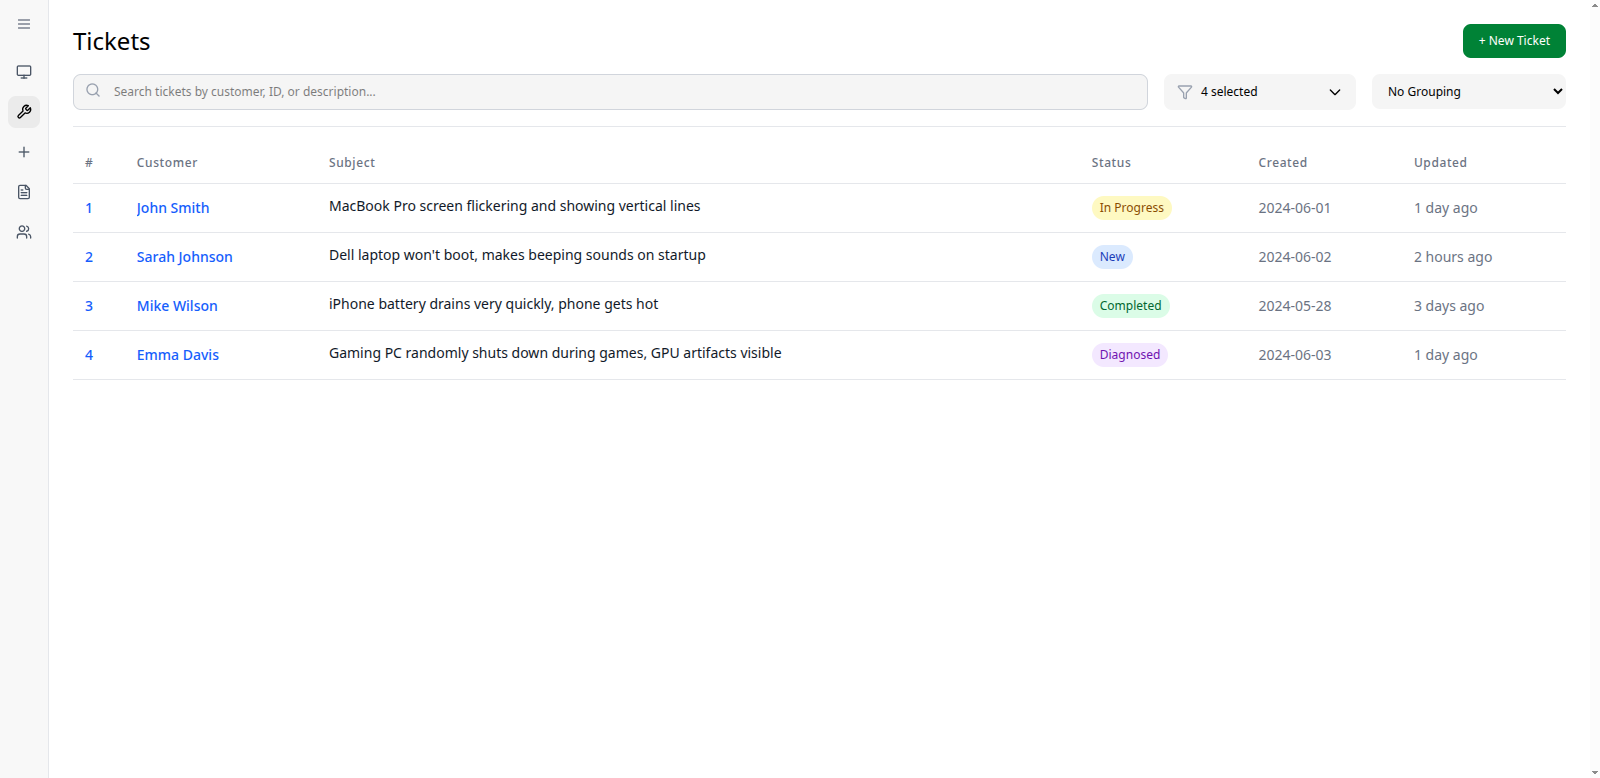 Tickets
+ New Ticket
Search tickets by customer, ID, or description...
4 selected
No Grouping
# Customer Subject Status Created Updated
1 John Smith MacBook Pro screen flickering and showing vertical lines In Progress 2024-06-01 1 day ago
2 Sarah Johnson Dell laptop won't boot, makes beeping sounds on startup New 2024-06-02 2 hours ago
3 Mike Wilson iPhone battery drains very quickly, phone gets hot Completed 2024-05-28 3 days ago
4 Emma Davis Gaming PC randomly shuts down during games, GPU artifacts visible Diagnosed 2024-06-03 1 day ago